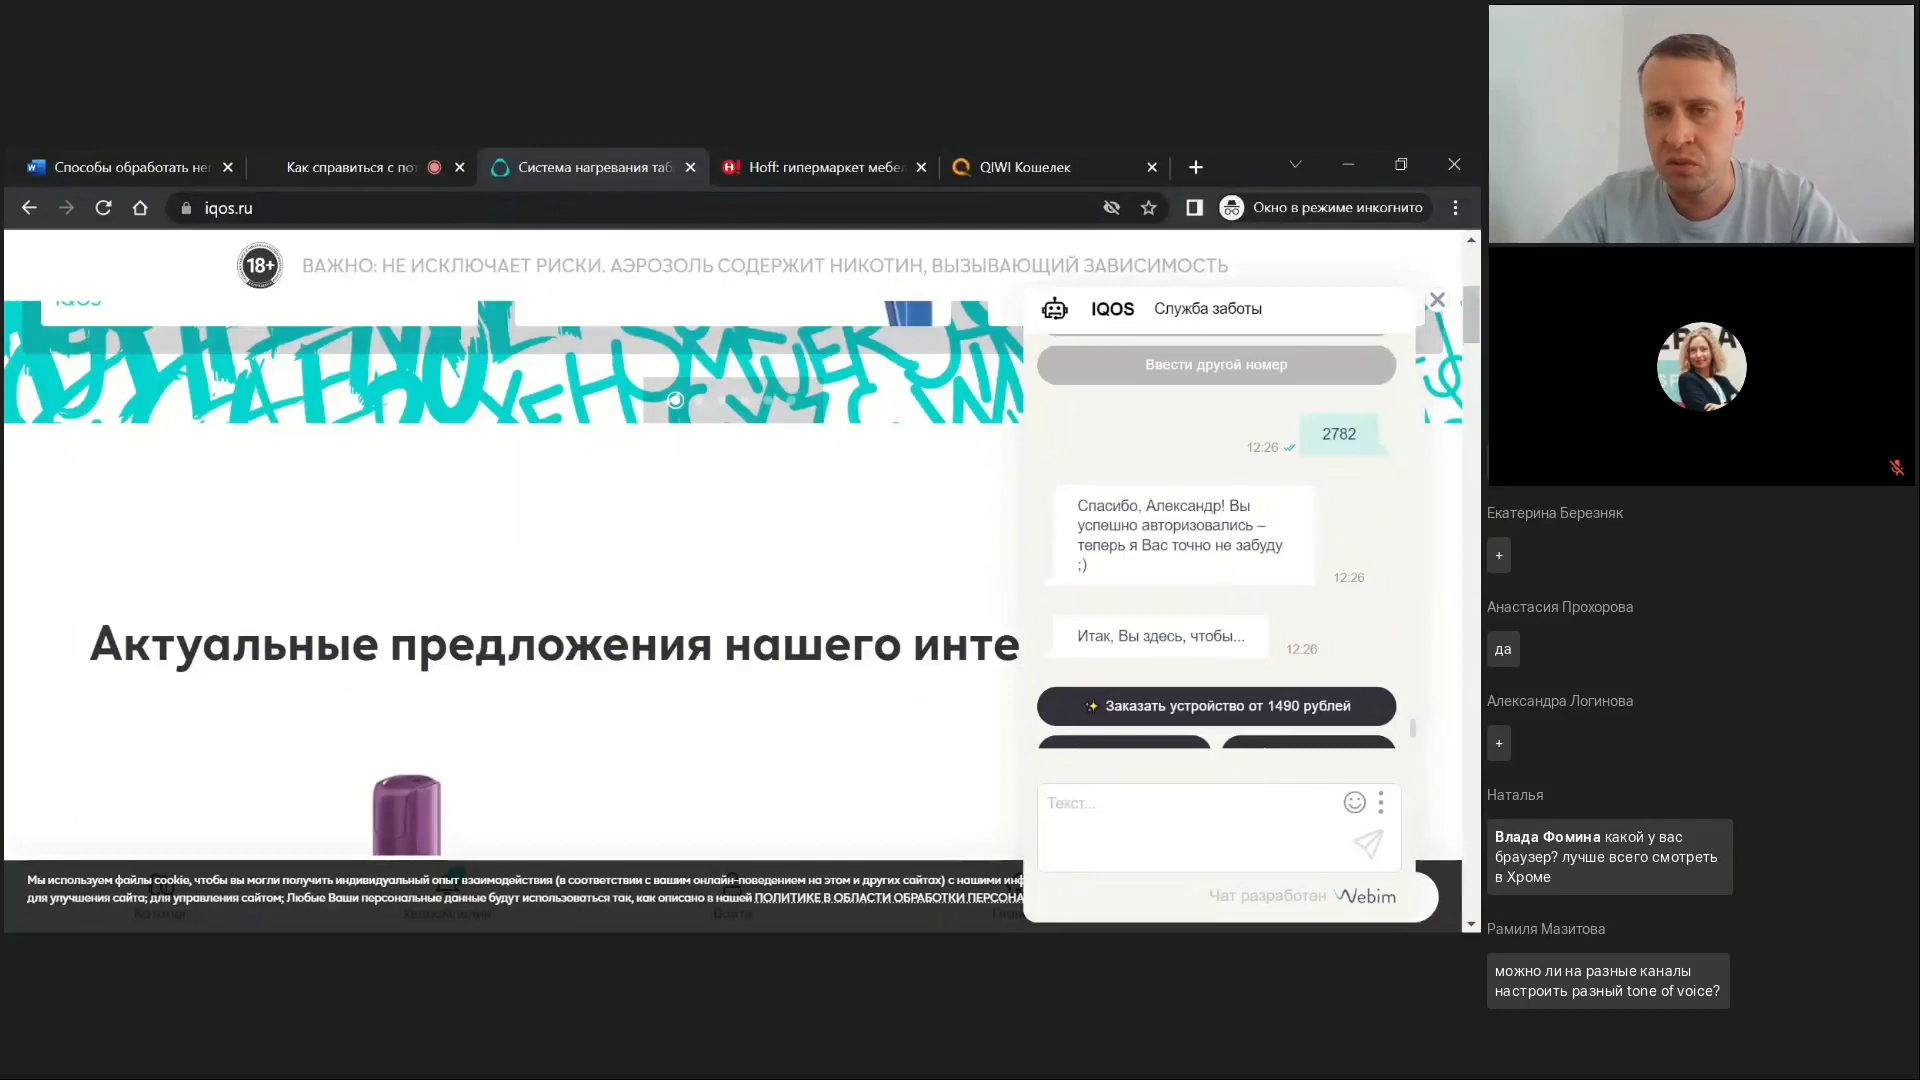 Способы обработать не
Как справиться с пот
Система нагревания таб
Hoff: гипермаркет мебел
QIWI Кошелек
iqos.ru
Окно в режиме инкогнито
18+
ВАЖНО: НЕ ИСКЛЮЧАЕТ РИСКИ. АЭРОЗОЛЬ СОДЕРЖИТ НИКОТИН, ВЫЗЫВАЮЩИЙ ЗАВИСИМОСТЬ
IQOS
Актуальные предложения нашего инте
Мы используем файлы cookie, чтобы вы могли получить индивидуальный опыт взаимодействия (в соответствии с вашим онлайн-поведением на этом и других сайтах) с нашими инф
для улучшения сайта; для управления сайтом; Любые Ваши персональные данные будут использоваться так, как описано в нашей ПОЛИТИКЕ В ОБЛАСТИ ОБРАБОТКИ ПЕРСОНА
IQOS Служба заботы
Ввести другой номер
2782
12:26
Спасибо, Александр! Вы
успешно авторизовались –
теперь я Вас точно не забуду
;)
12:26
Итак, Вы здесь, чтобы...
12:26
✨ Заказать устройство от 1490 рублей
Текст...
Чат разработан Webim
Екатерина Березняк
+
Анастасия Прохорова
да
Александра Логинова
+
Наталья
Влада Фомина какой у вас
браузер? лучше всего смотреть
в Хроме
Рамиля Мазитова
можно ли на разные каналы
настроить разный tone of voice?